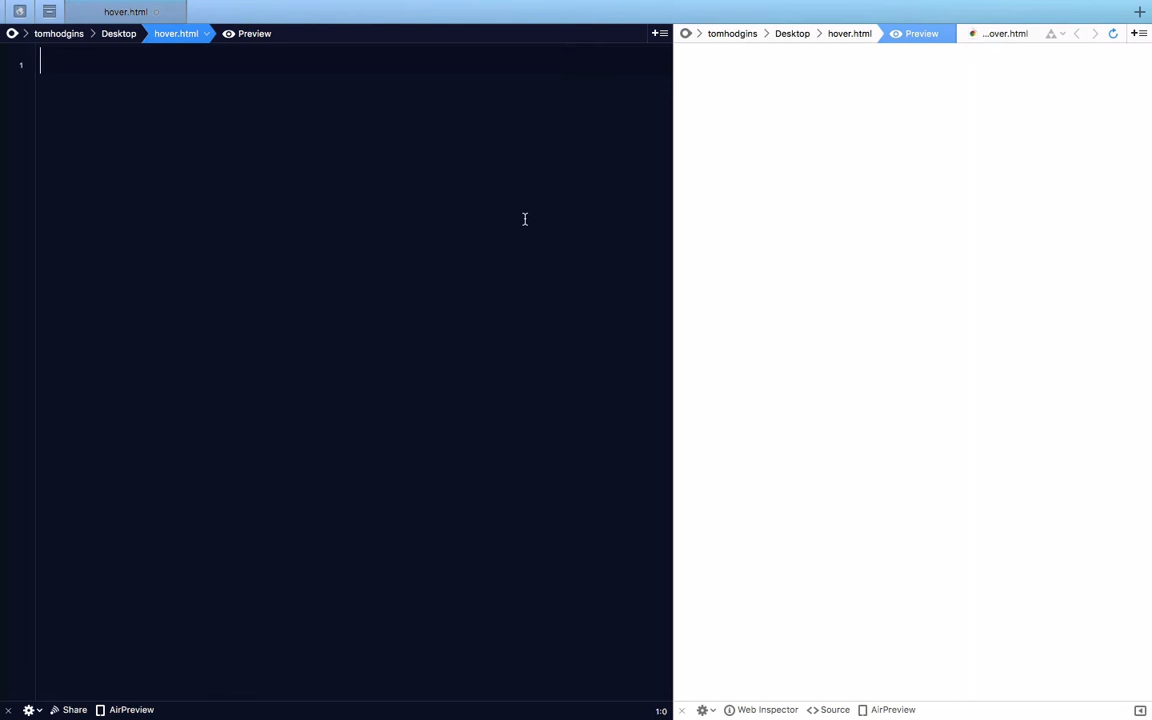 hover.html
tomhodgins Desktop hover.html Preview
tomhodgins Desktop hover.html Preview ...over.html
1
Share AirPreview 1:0
Web Inspector Source AirPreview